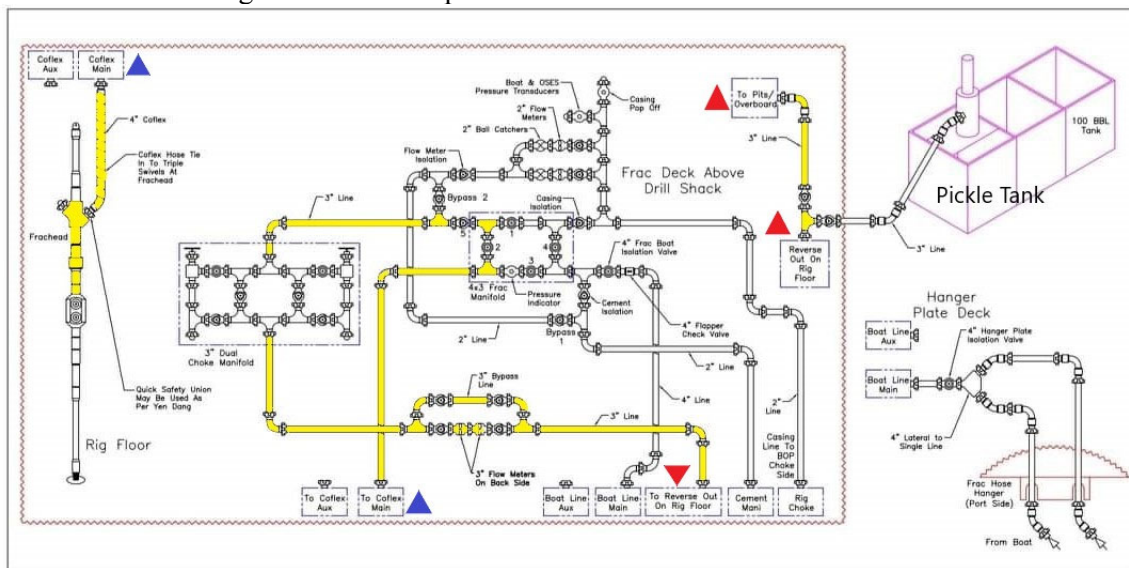 Coflex
Aux
Coflex
Main
4" Coflex
Coflex Hose Tie
In To Triple
Swivels At
Frachead
Frachead
Quick Safety Union
May Be Used As
Per Yen Dang
Rig Floor
3" Line
3" Dual
Choke Manifold
Flow Meter
Isolation
2" Ball Catchers
2" Flow
Meters
Boat & OSES
Pressure Transducers
Casing
Pop Off
Frac Deck Above
Drill Shack
Bypass 2
Casing
Isolation
5
1
2
4
3
4x3 Frac
Manifold
Pressure
Indicator
4" Frac Boat
Isolation Valve
Cement
Isolation
Bypass
1
4" Flapper
Check Valve
2" Line
2" Line
3" Bypass
Line
3" Line
3" Flow Meters
On Back Side
4" Line
2" Line
Casing
Line To
BOP
Choke
Side
To Coflex
Aux
To Coflex
Main
Boat Line
Aux
Boat Line
Main
To Reverse Out
On Rig Floor
Cement
Mani
Rig
Choke
To Pits/
Overboard
3" Line
Reverse
Out On
Rig Floor
3" Line
Pickle Tank
100 BBL
Tank
Hanger
Plate Deck
Boat Line
Aux
4" Hanger Plate
Isolation Valve
Boat Line
Main
4" Lateral to
Single Line
Frac Hose
Hanger
(Port Side)
From Boat